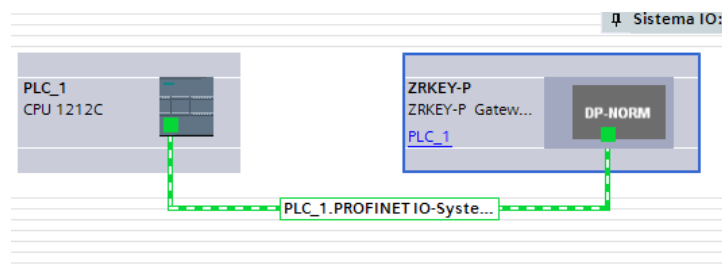 Sistema IO:
PLC_1
CPU 1212C
ZRKEY-P
ZRKEY-P Gatew...
PLC_1
DP-NORM
PLC_1.PROFINET IO-Syste...